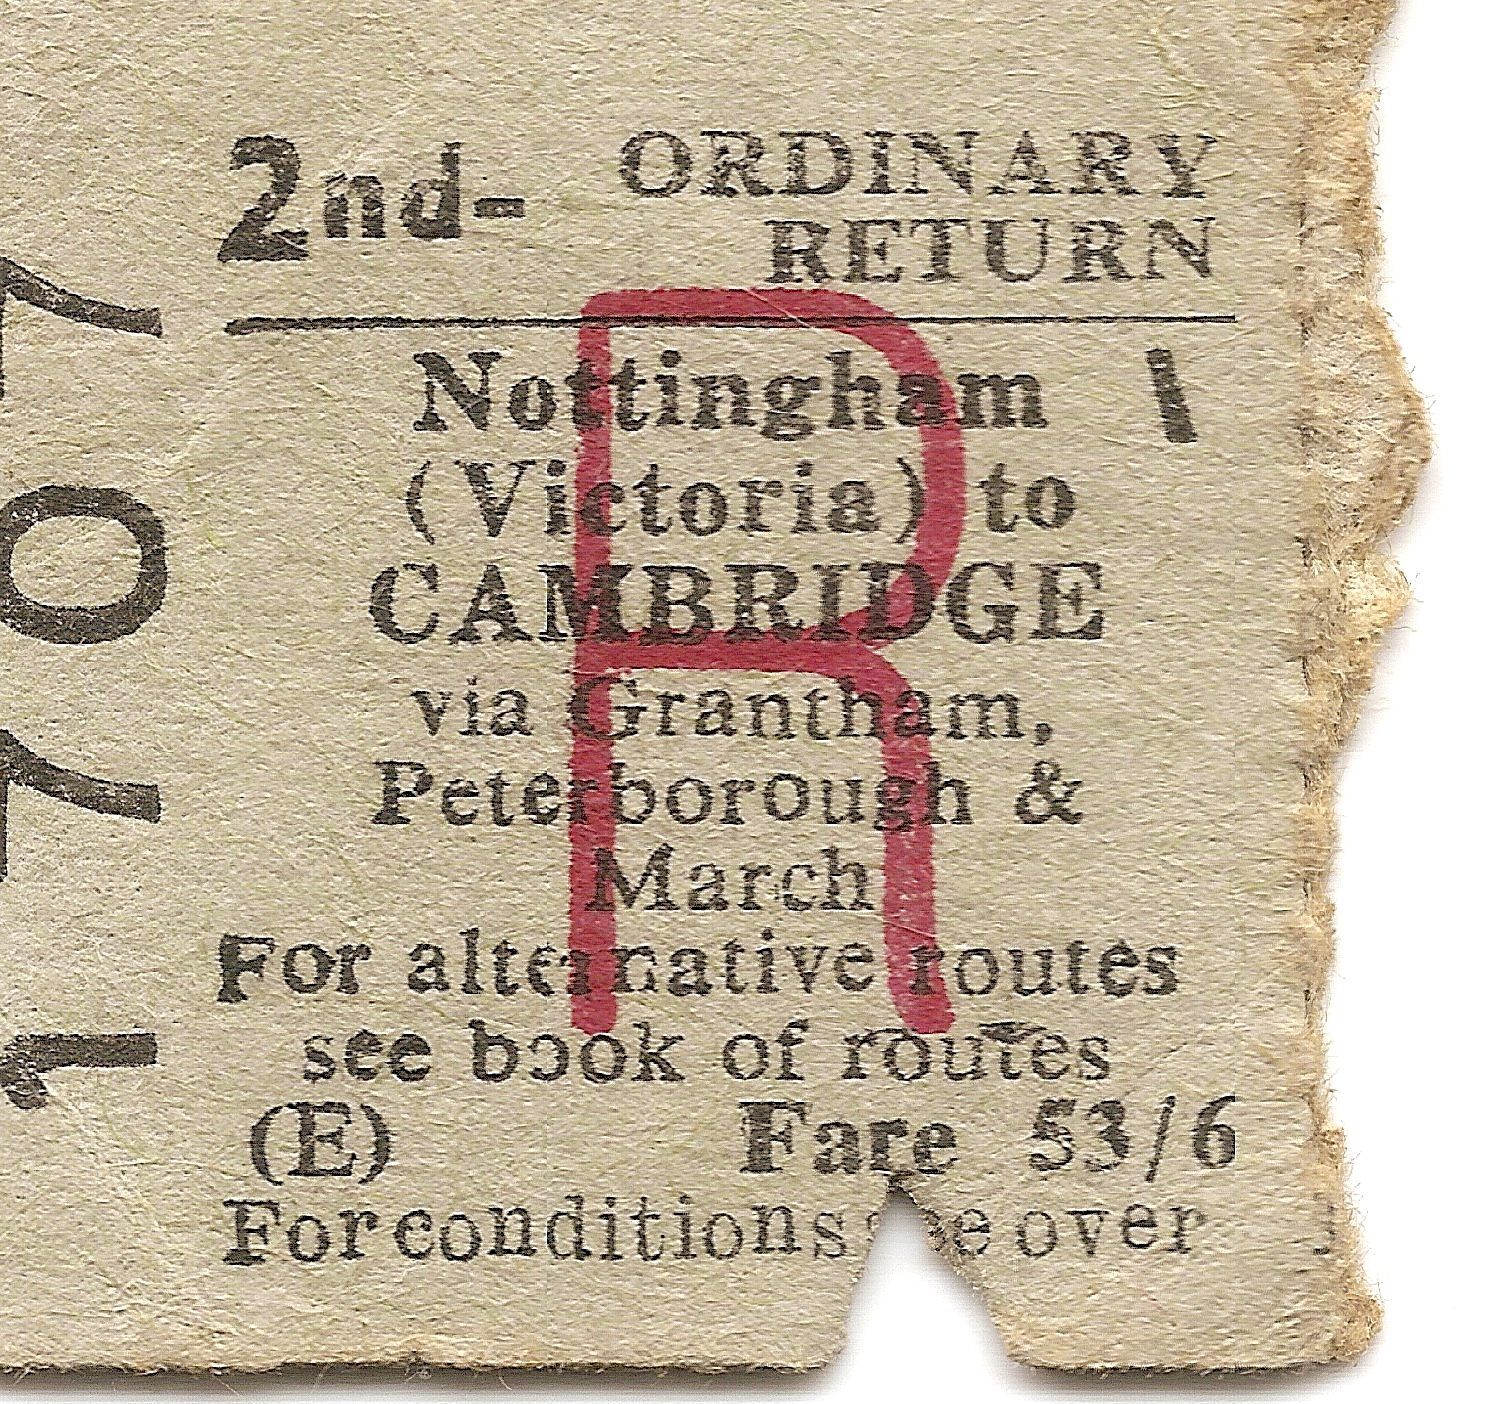 2nd- ORDINARY
RETURN
Nottingham
(Victoria) to
CAMBRIDGE
via Grantham,
Peterborough &
March
For alternative routes
see book of routes
(E) Fare 53/6
For conditions see over
R
1707